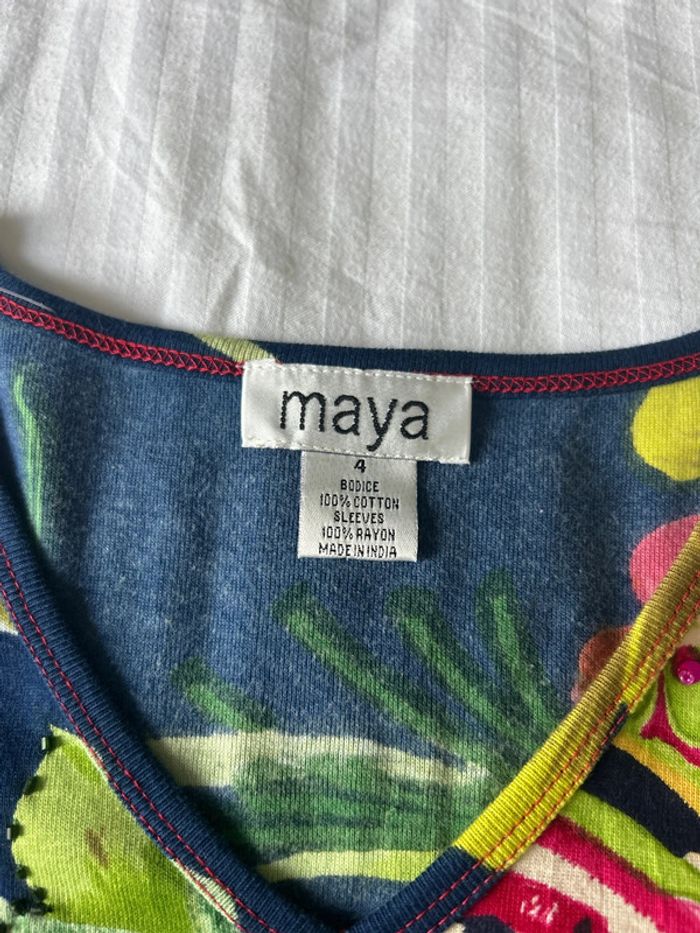 maya
4
BODICE
100% COTTON
SLEEVES
100% RAYON
MADE IN INDIA